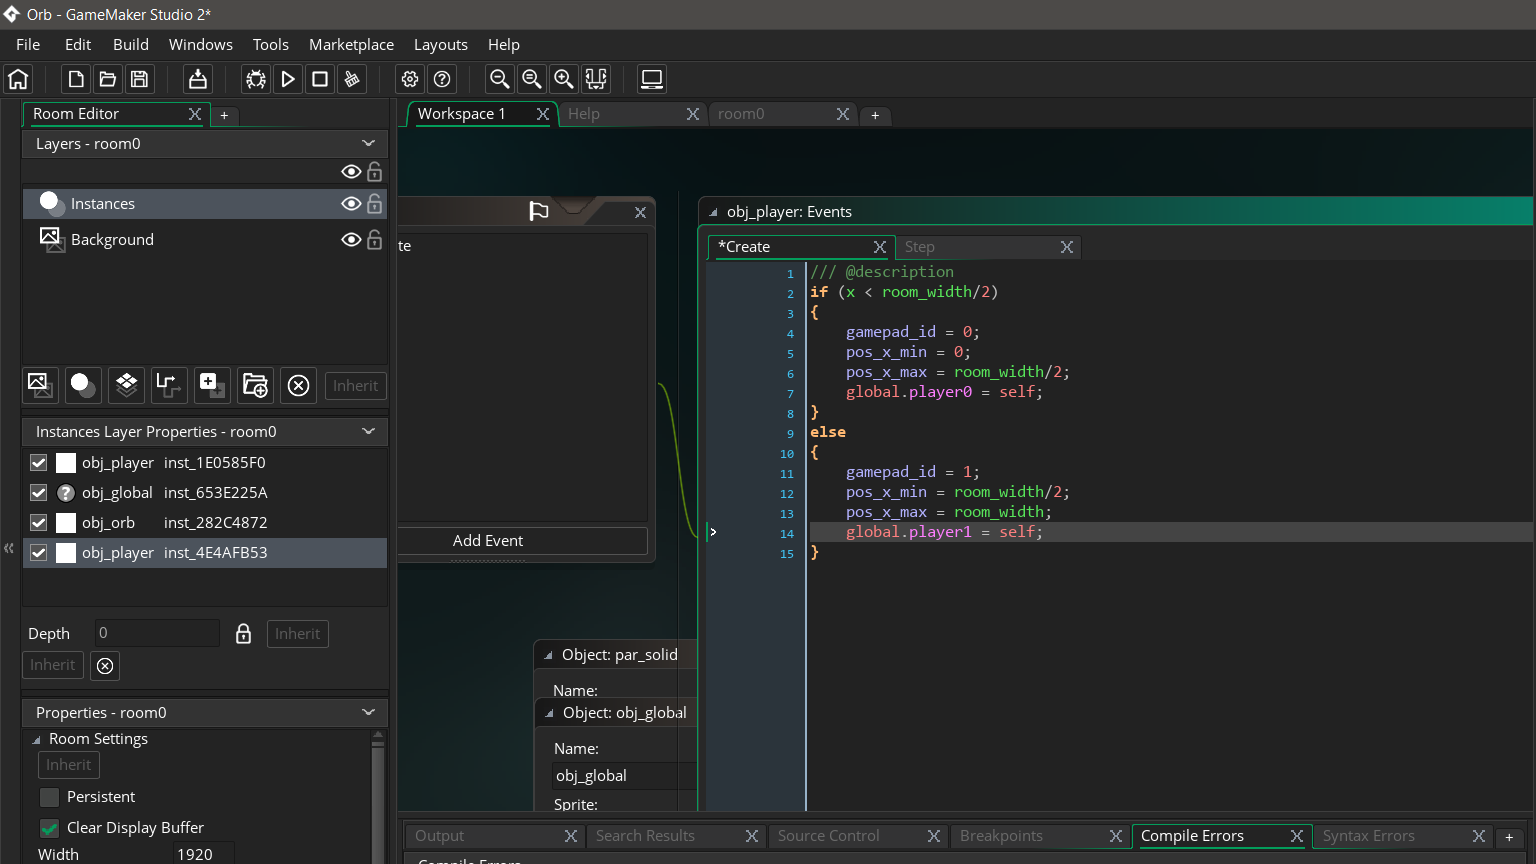 Orb - GameMaker Studio 2*
File Edit Build Windows Tools Marketplace Layouts Help
Room Editor
Workspace 1
Help
room0
Layers - room0
Instances
Background
Inherit
Instances Layer Properties - room0
obj_player inst_1E0585F0
obj_global inst_653E225A
obj_orb inst_282C4872
obj_player inst_4E4AFB53
Depth 0 Inherit
Inherit
Properties - room0
Room Settings
Inherit
Persistent
Clear Display Buffer
Width 1920
te
Add Event
Object: par_solid
Name:
Object: obj_global
Name:
obj_global
Sprite:
obj_player: Events
*Create
Step
1 /// @description
2 if (x < room_width/2)
3 {
4 gamepad_id = 0;
5 pos_x_min = 0;
6 pos_x_max = room_width/2;
7 global.player0 = self;
8 }
9 else
10 {
11 gamepad_id = 1;
12 pos_x_min = room_width/2;
13 pos_x_max = room_width;
14 global.player1 = self;
15 }
Output
Search Results
Source Control
Breakpoints
Compile Errors
Syntax Errors
Compile Errors